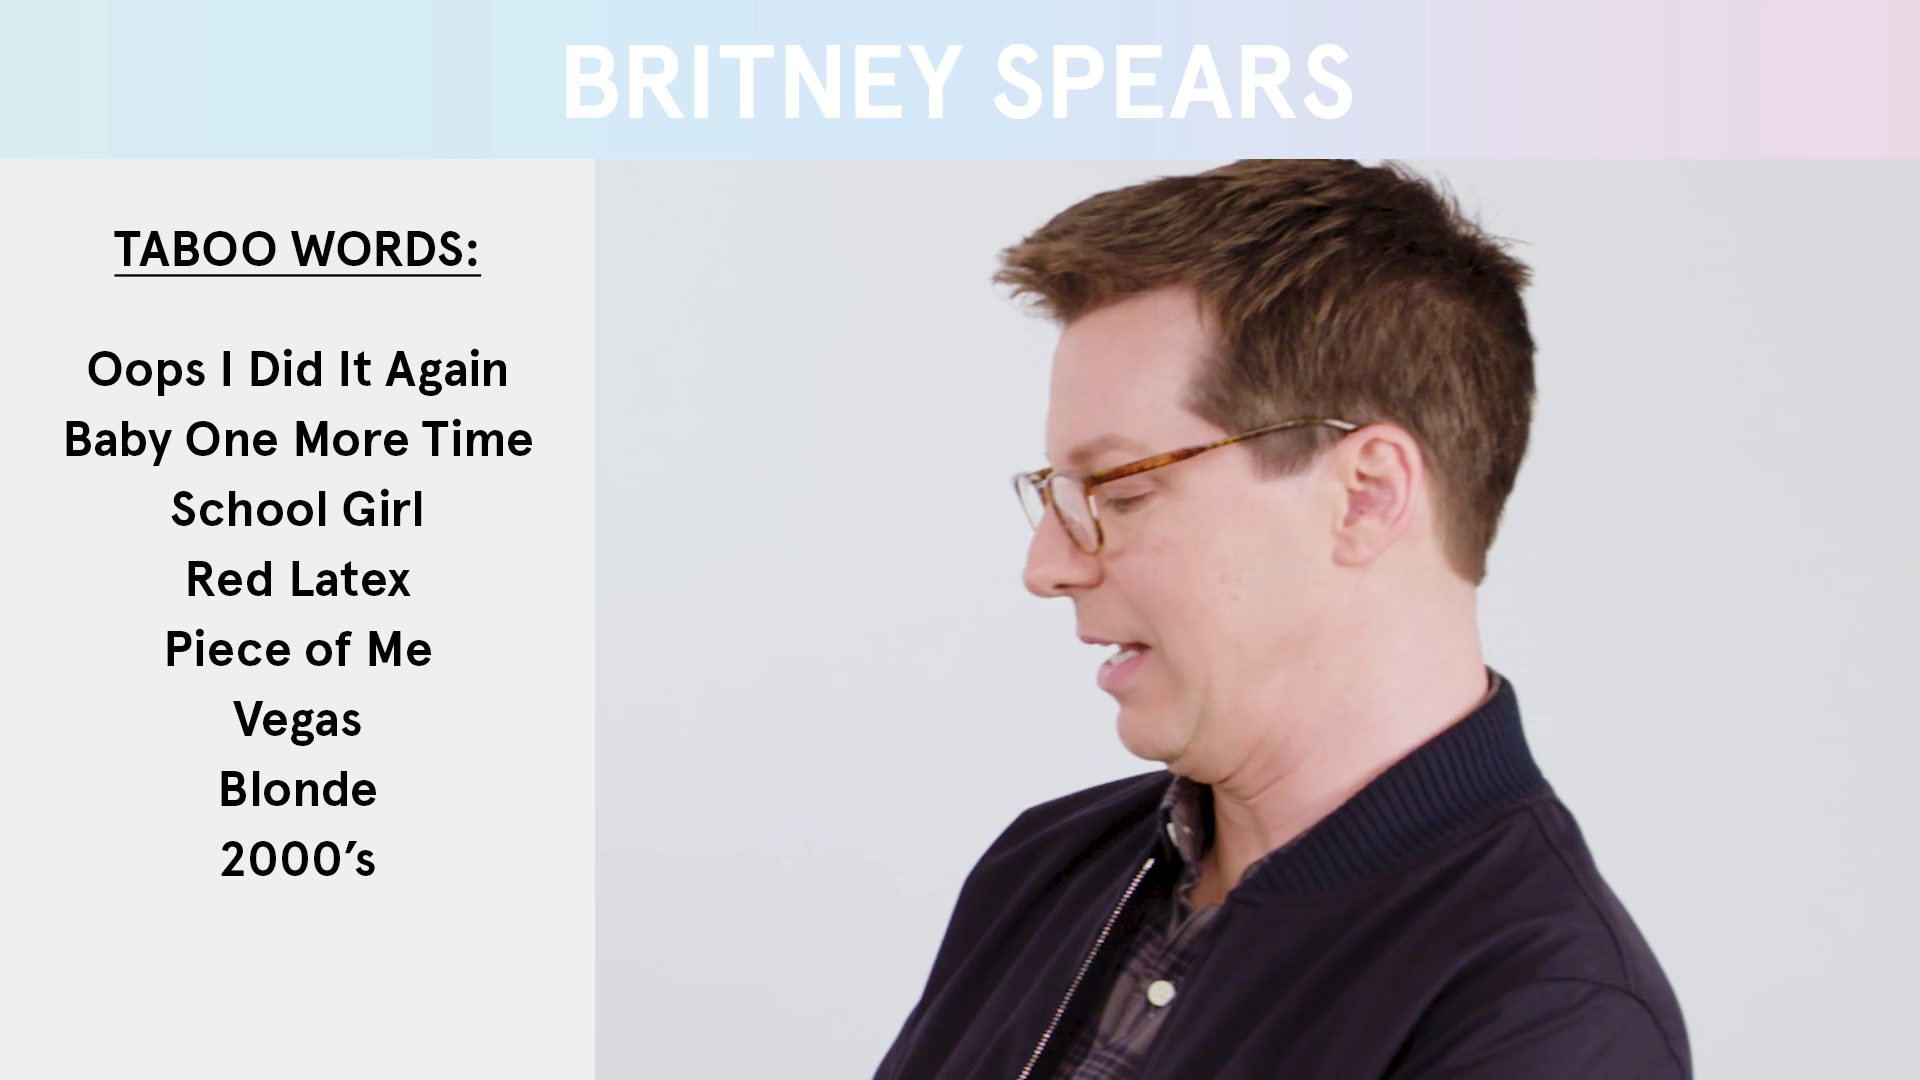 BRITNEY SPEARS
TABOO WORDS:
Oops I Did It Again
Baby One More Time
School Girl
Red Latex
Piece of Me
Vegas
Blonde
2000’s